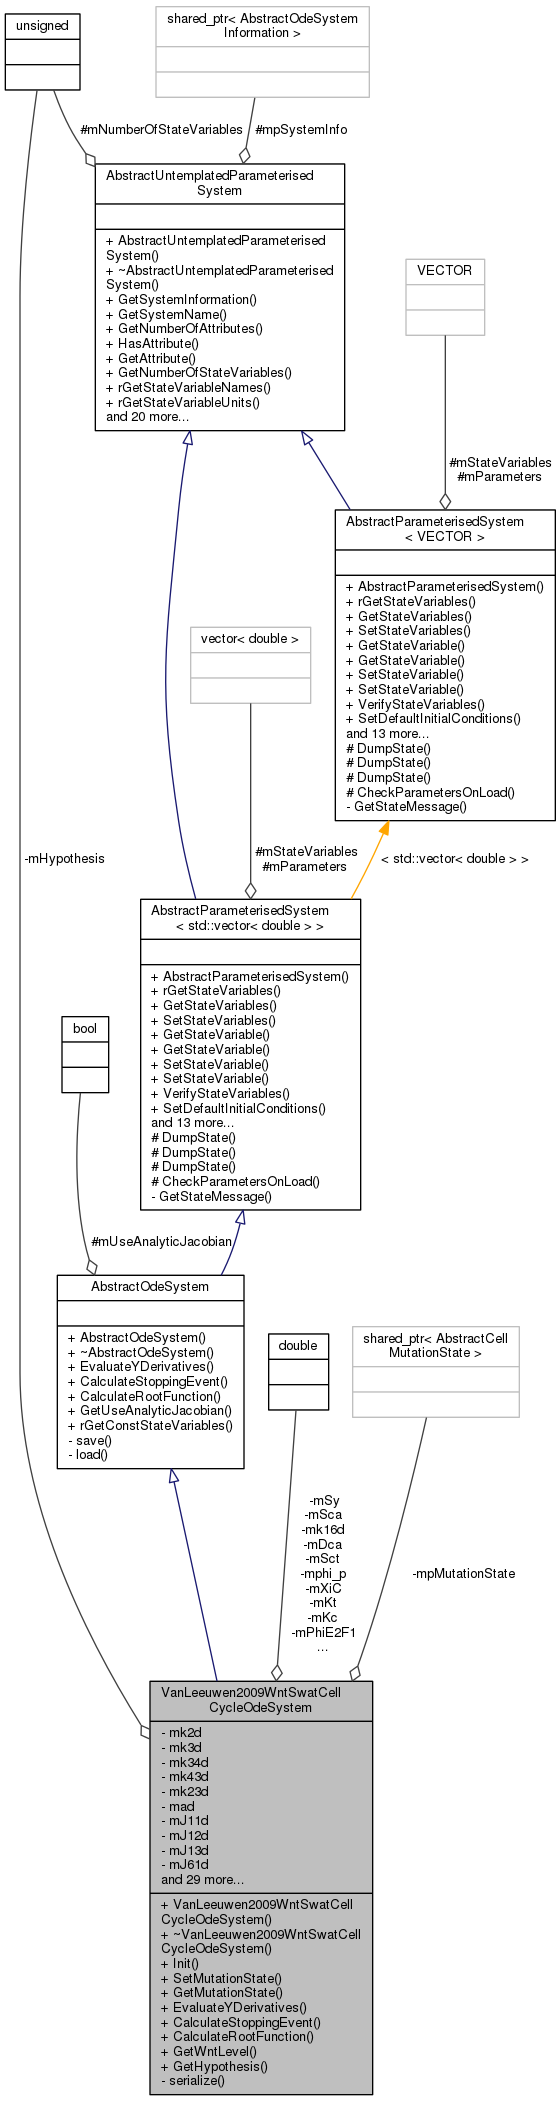 unsigned
shared_ptr< AbstractOdeSystem
Information >
#mNumberOfStateVariables
#mpSystemInfo
AbstractUntemplatedParameterised
System
+ AbstractUntemplatedParameterised
System()
+ ~AbstractUntemplatedParameterised
System()
+ GetSystemInformation()
+ GetSystemName()
+ GetNumberOfAttributes()
+ HasAttribute()
+ GetAttribute()
+ GetNumberOfStateVariables()
+ rGetStateVariableNames()
+ rGetStateVariableUnits()
and 20 more...
VECTOR
#mStateVariables
#mParameters
AbstractParameterisedSystem
< VECTOR >
+ AbstractParameterisedSystem()
+ rGetStateVariables()
+ GetStateVariables()
+ SetStateVariables()
+ GetStateVariable()
+ GetStateVariable()
+ SetStateVariable()
+ SetStateVariable()
+ VerifyStateVariables()
+ SetDefaultInitialConditions()
and 13 more...
# DumpState()
# DumpState()
# DumpState()
# CheckParametersOnLoad()
- GetStateMessage()
vector< double >
-mHypothesis
#mStateVariables
#mParameters
< std::vector< double > >
AbstractParameterisedSystem
< std::vector< double > >
+ AbstractParameterisedSystem()
+ rGetStateVariables()
+ GetStateVariables()
+ SetStateVariables()
+ GetStateVariable()
+ GetStateVariable()
+ SetStateVariable()
+ SetStateVariable()
+ VerifyStateVariables()
+ SetDefaultInitialConditions()
and 13 more...
# DumpState()
# DumpState()
# DumpState()
# CheckParametersOnLoad()
- GetStateMessage()
bool
#mUseAnalyticJacobian
AbstractOdeSystem
+ AbstractOdeSystem()
+ ~AbstractOdeSystem()
+ EvaluateYDerivatives()
+ CalculateStoppingEvent()
+ CalculateRootFunction()
+ GetUseAnalyticJacobian()
+ rGetConstStateVariables()
- save()
- load()
double
shared_ptr< AbstractCell
MutationState >
-mSy
-mSca
-mk16d
-mDca
-mSct
-mphi_p
-mXiC
-mKt
-mKc
-mPhiE2F1
...
-mpMutationState
VanLeeuwen2009WntSwatCell
CycleOdeSystem
- mk2d
- mk3d
- mk34d
- mk43d
- mk23d
- mad
- mJ11d
- mJ12d
- mJ13d
- mJ61d
and 29 more...
+ VanLeeuwen2009WntSwatCell
CycleOdeSystem()
+ ~VanLeeuwen2009WntSwatCell
CycleOdeSystem()
+ Init()
+ SetMutationState()
+ GetMutationState()
+ EvaluateYDerivatives()
+ CalculateStoppingEvent()
+ CalculateRootFunction()
+ GetWntLevel()
+ GetHypothesis()
- serialize()